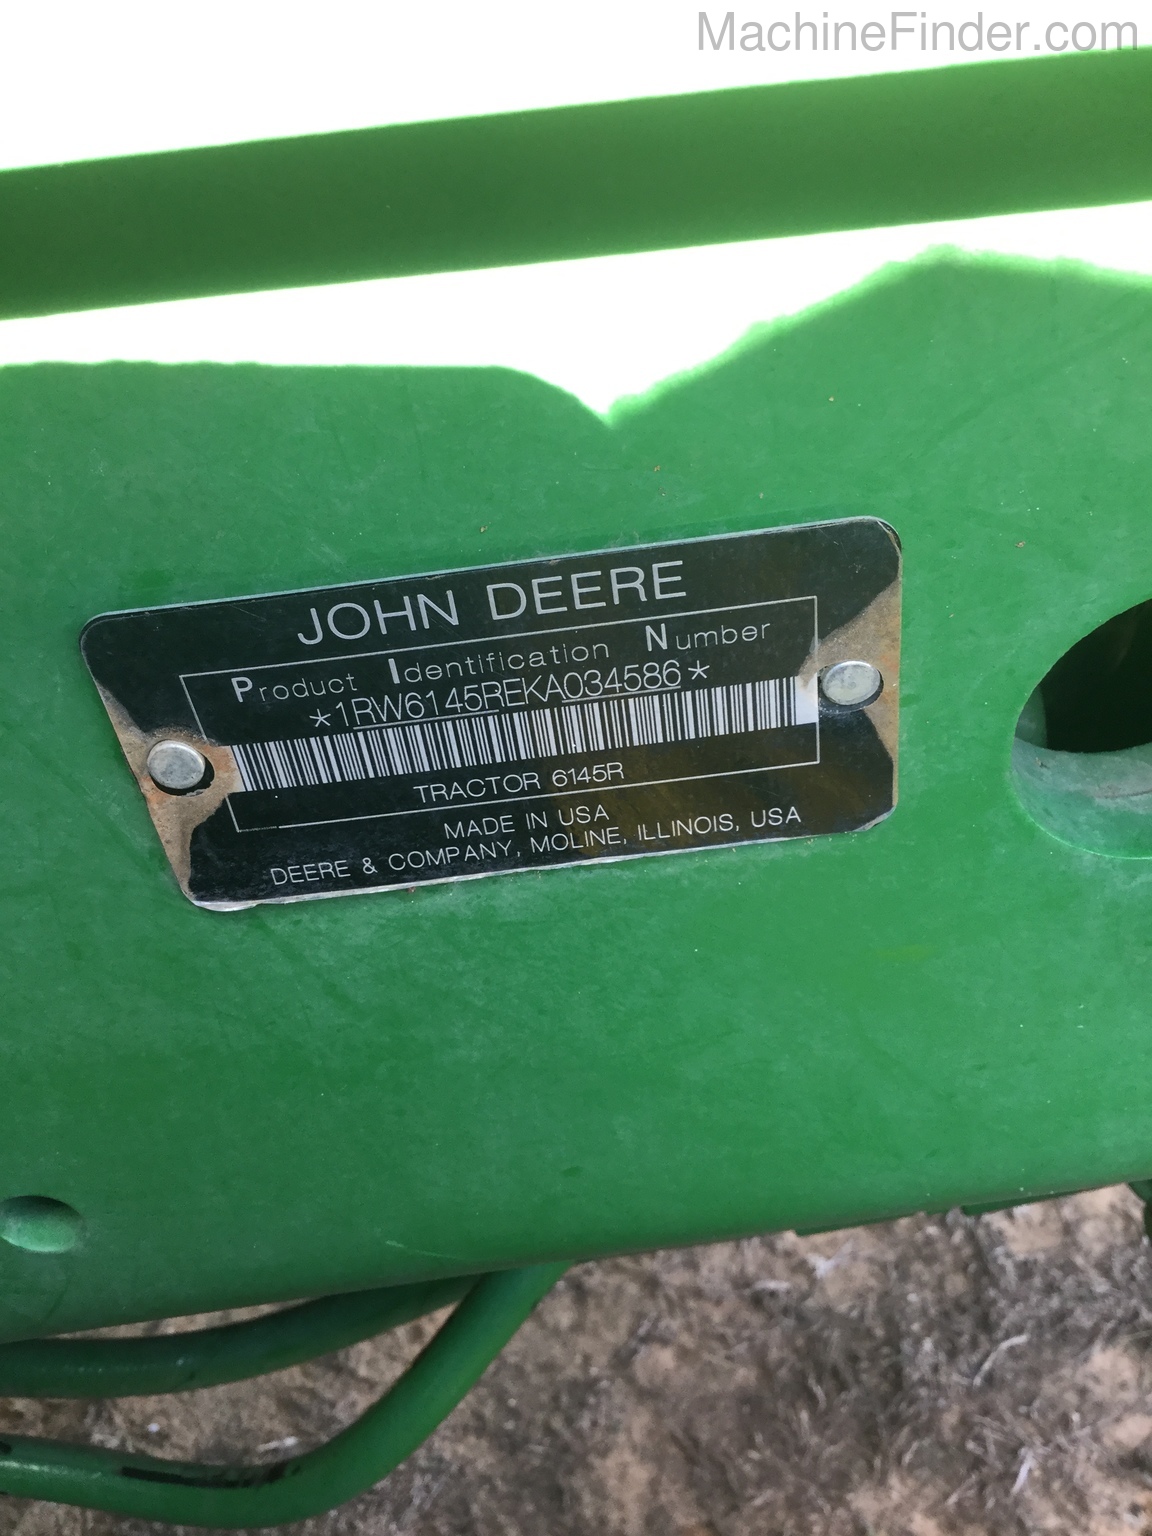 MachineFinder.com
JOHN DEERE
Product Identification Number
*1RW6145REKA034586*
TRACTOR 6145R
MADE IN USA
DEERE & COMPANY, MOLINE, ILLINOIS, USA